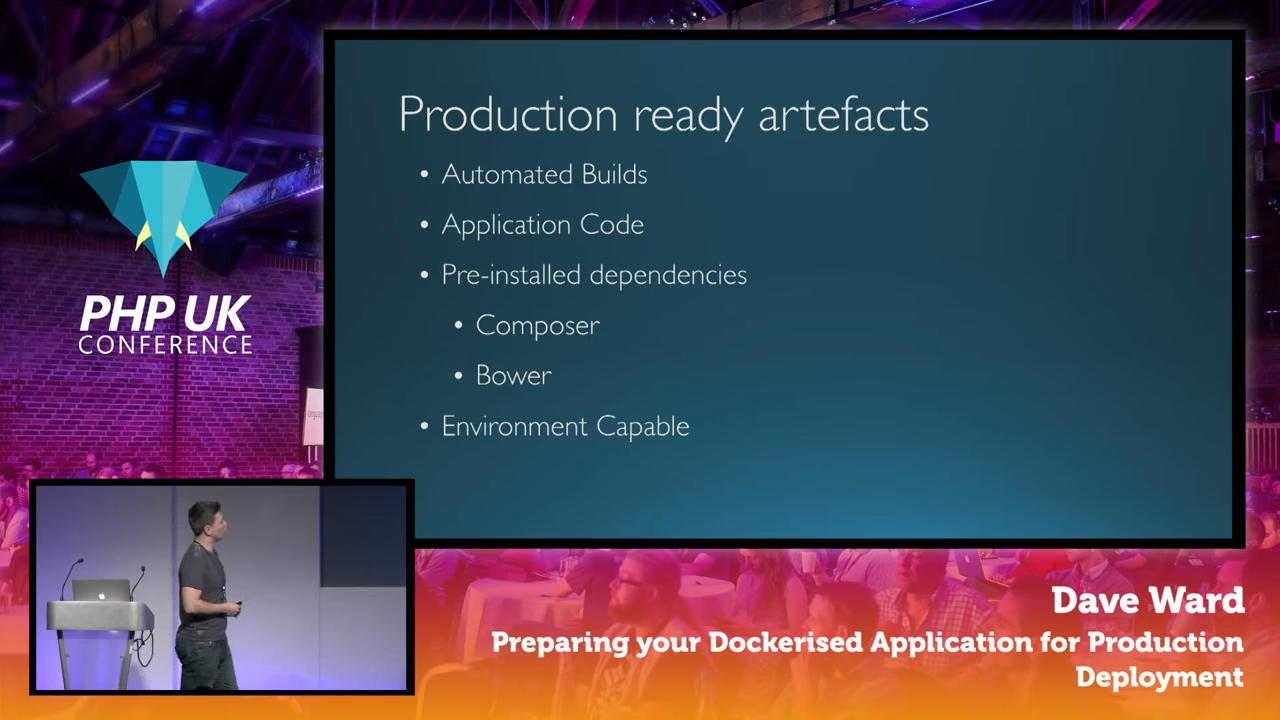 Production ready artefacts
• Automated Builds
• Application Code
• Pre-installed dependencies
• Composer
• Bower
• Environment Capable
PHP UK
CONFERENCE
Dave Ward
Preparing your Dockerised Application for Production
Deployment